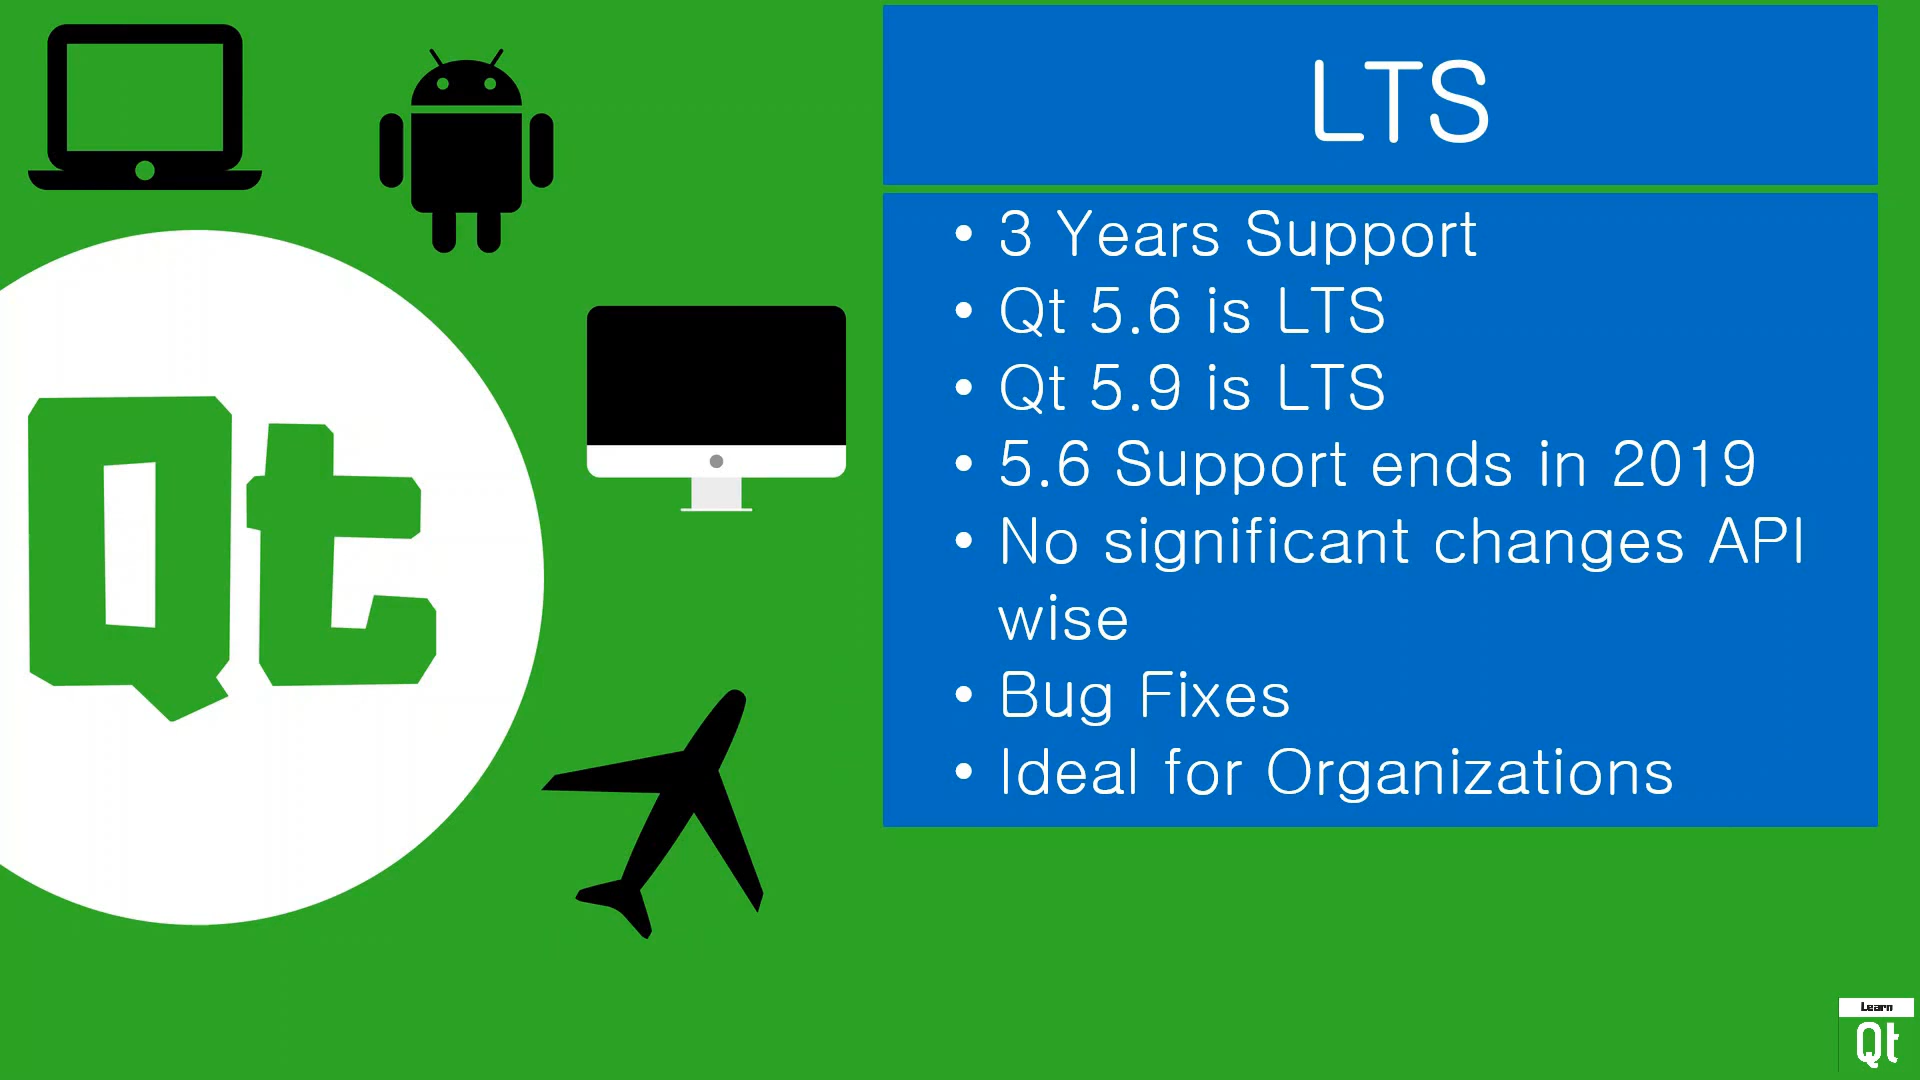 LTS
• 3 Years Support
• Qt 5.6 is LTS
• Qt 5.9 is LTS
• 5.6 Support ends in 2019
• No significant changes API
wise
• Bug Fixes
• Ideal for Organizations
Qt
Learn
Qt